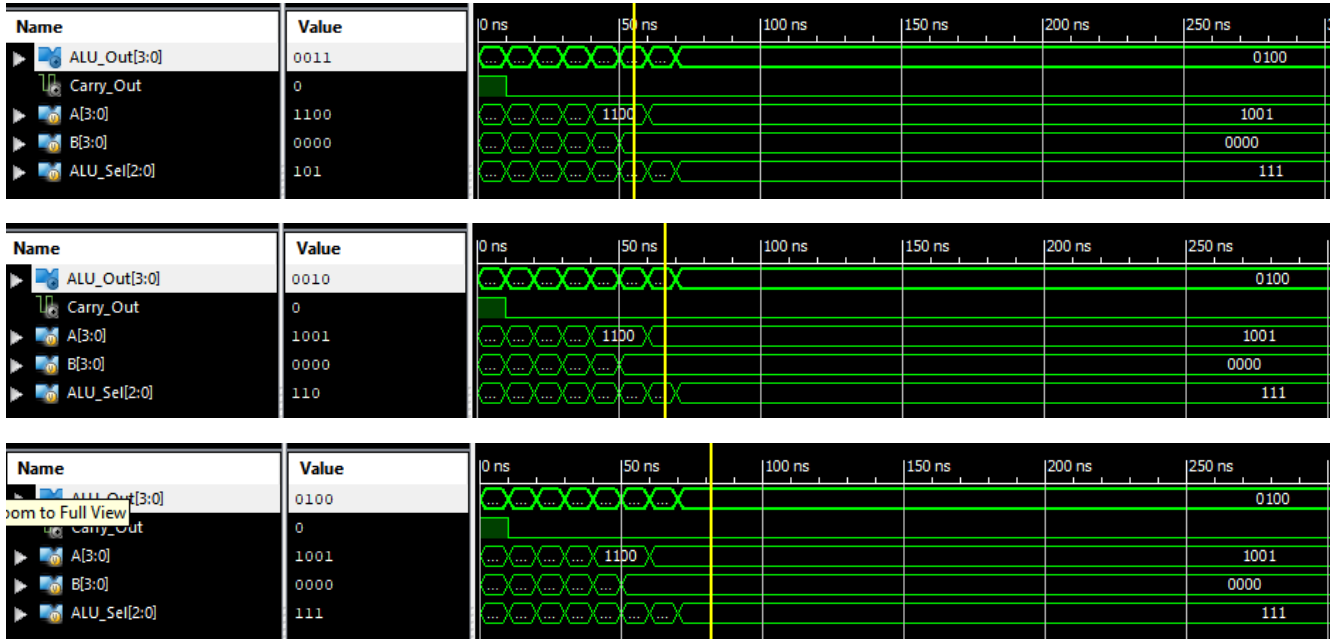 Name Value 0 ns 50 ns 100 ns 150 ns 200 ns 250 ns
ALU_Out[3:0] 0011 ... ... ... ... ... ... ... 0100
Carry_Out 0
A[3:0] 1100 ... ... ... ... 1100 1001
B[3:0] 0000 ... ... ... ... ... 0000
ALU_Sel[2:0] 101 ... ... ... ... ... ... ... 111
Name Value 0 ns 50 ns 100 ns 150 ns 200 ns 250 ns
ALU_Out[3:0] 0010 ... ... ... ... ... ... ... 0100
Carry_Out 0
A[3:0] 1001 ... ... ... ... 1100 1001
B[3:0] 0000 ... ... ... ... ... 0000
ALU_Sel[2:0] 110 ... ... ... ... ... ... ... 111
Name Value 0 ns 50 ns 100 ns 150 ns 200 ns 250 ns
ALU_Out[3:0] 0100 ... ... ... ... ... ... ... 0100
oom to Full View
Carry_Out 0
A[3:0] 1001 ... ... ... ... 1100 1001
B[3:0] 0000 ... ... ... ... ... 0000
ALU_Sel[2:0] 111 ... ... ... ... ... ... ... 111